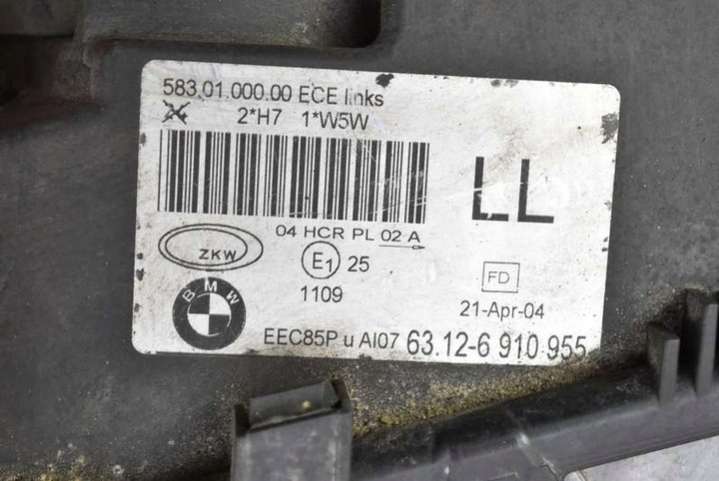 583.01.000.00 ECE links
2*H7 1*W5W
LL
04 HCR PL 02 A
ZKW
E1 25
FD
1109
21-Apr-04
BMW
EEC85P u AI07 63.12-6 910 955